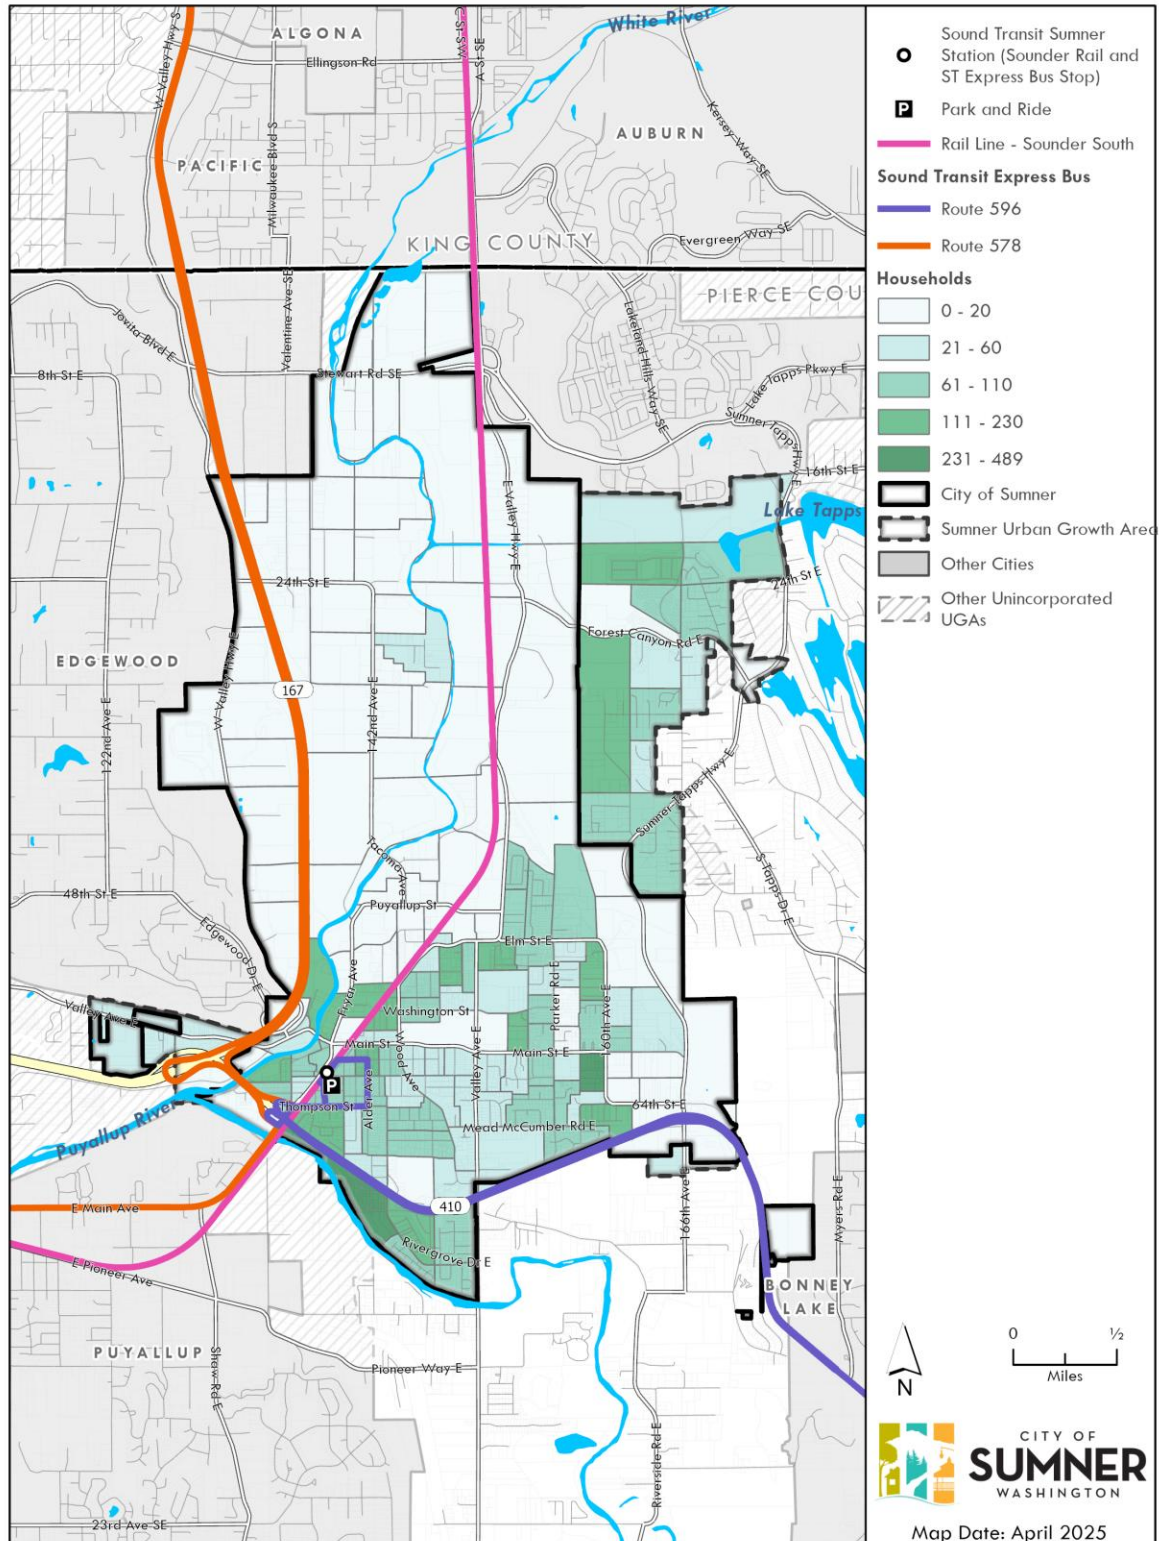 White River
ALGONA
Ellingson Rd
W Valley Hwy S
C St SW
A St SE
Kersey Way SE
AUBURN
PACIFIC
Milwaukee Blvd S
Evergreen Way SE
KING COUNTY
PIERCE COU
Valentine Ave SE
Jovita Blvd E
8th St E
Stewart Rd SE
Lakeland Hills Way SE
Lake Tapps Pkwy E
Sumner Tapps Hwy E
16th St E
Lake Tapps
E Valley Hwy E
24th St E
24th St E
Forest Canyon Rd E
EDGEWOOD
W Valley Hwy E
167
122nd Ave E
142nd Ave E
Sumner Tapps Hwy E
S Tapps Dr E
Tacoma Ave
48th St E
Puyallup St
Edgewood Dr E
Elm St E
Fryar Ave
Parker Rd E
160th Ave E
Valley Ave E
Washington St
Main St
Wood Ave
Valley Ave E
Main St E
P
Alder Ave
Thompson St
64th St E
Mead McCumber Rd E
Puyallup River
410
166th Ave E
Myers Rd E
E Main Ave
Rivergrove Dr E
E Pioneer Ave
BONNEY
LAKE
PUYALLUP
Shaw Rd E
Pioneer Way E
Riverside Rd E
23rd Ave SE
Sound Transit Sumner
Station (Sounder Rail and
ST Express Bus Stop)
P Park and Ride
Rail Line - Sounder South
Sound Transit Express Bus
Route 596
Route 578
Households
0 - 20
21 - 60
61 - 110
111 - 230
231 - 489
City of Sumner
Sumner Urban Growth Area
Other Cities
Other Unincorporated
UGAs
0 ½
Miles
N
CITY OF
SUMNER
WASHINGTON
Map Date: April 2025